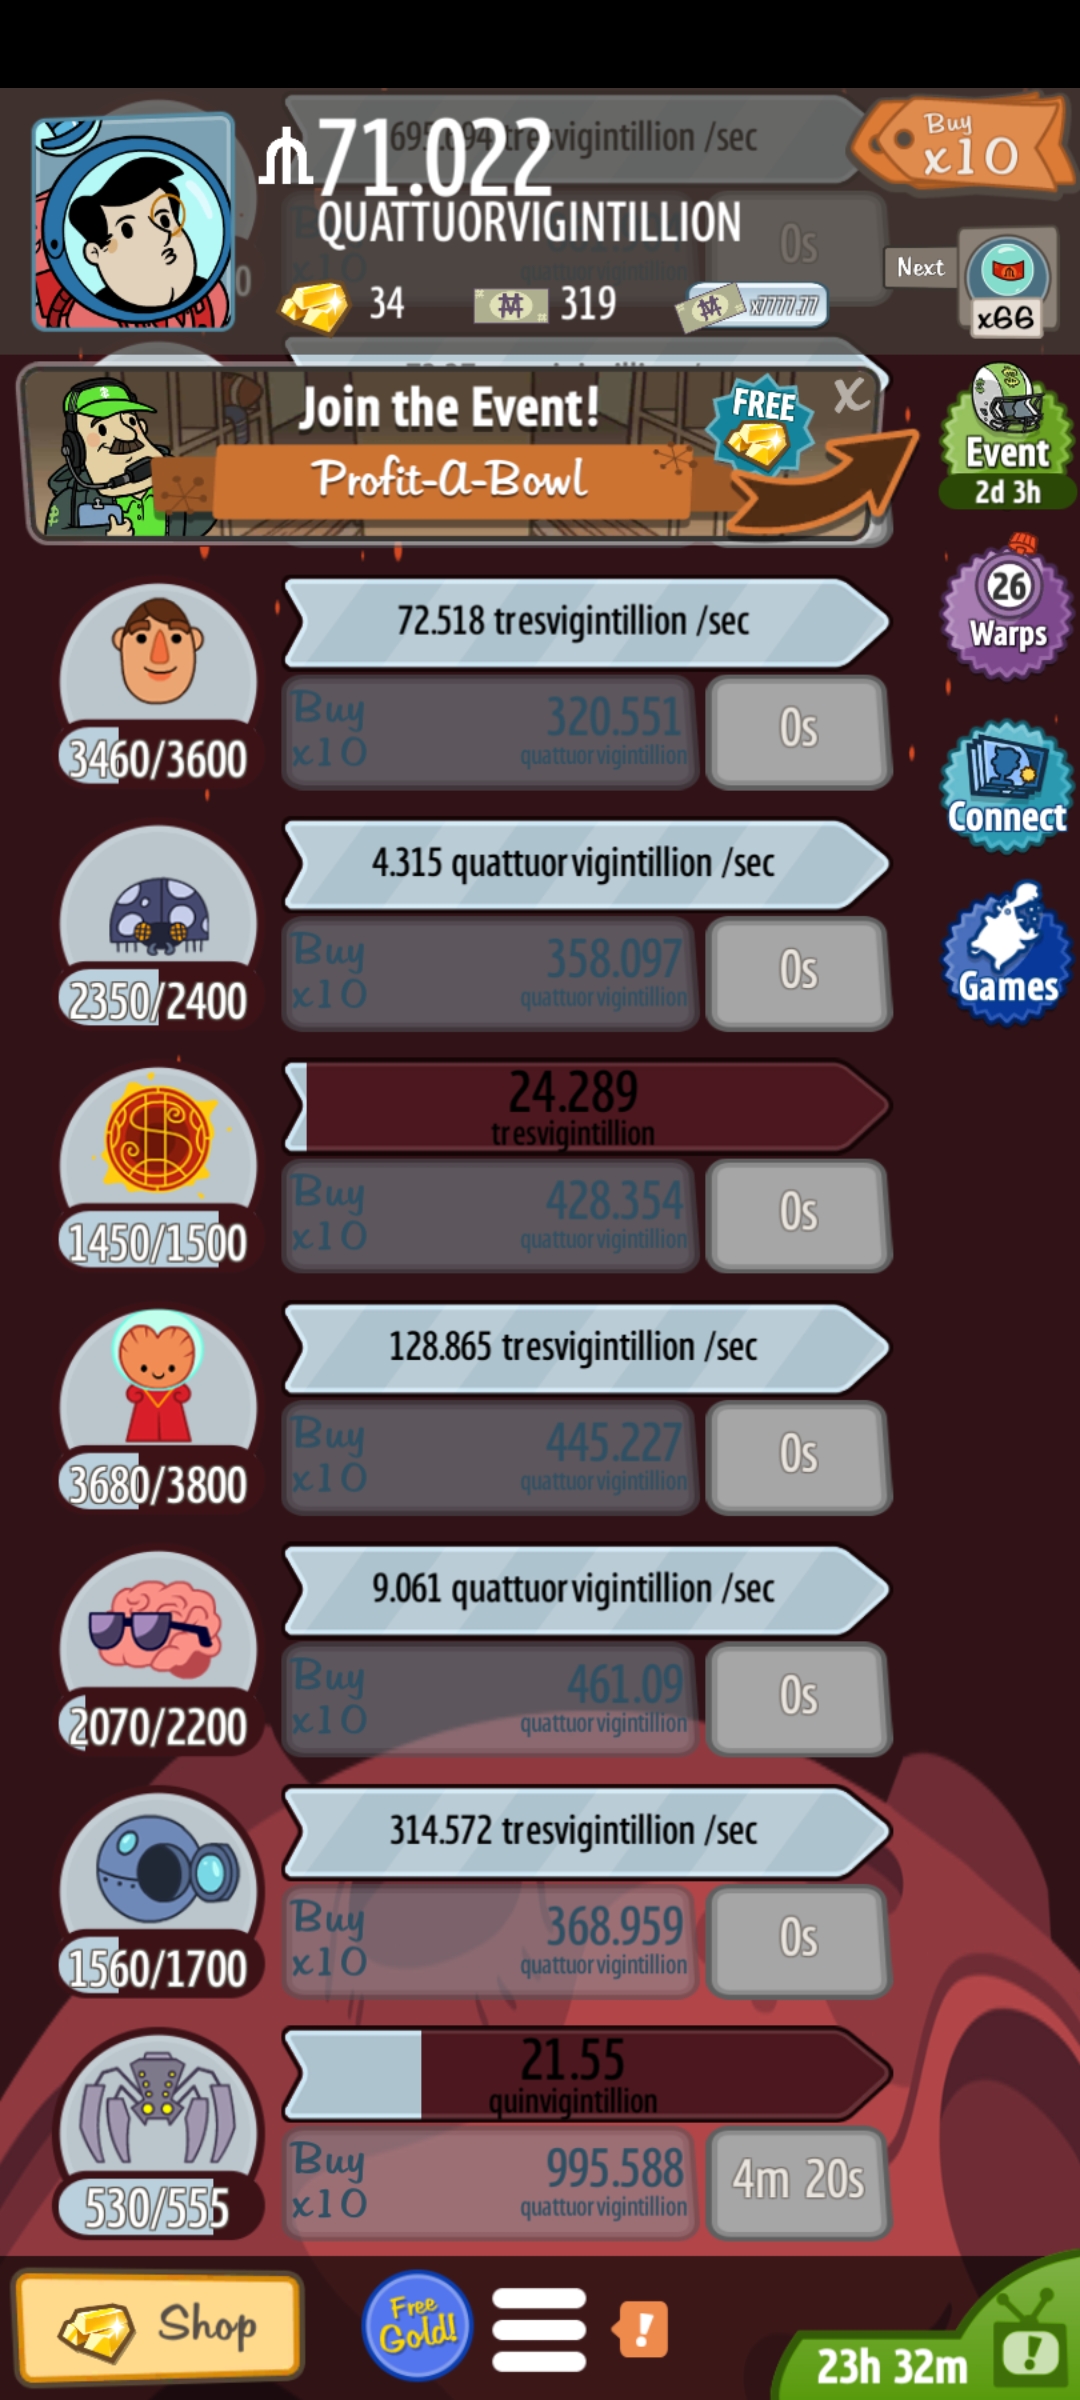 695.694 tresvigintillion /sec
71.022
QUATTUORVIGINTILLION
Buy
x10
0s
34
319
x7777.77
Next
x66
Join the Event!
Profit-A-Bowl
FREE
X
Event
2d 3h
72.518 tresvigintillion /sec
Buy
x10
320.551
quattuorvigintillion
0s
3460/3600
26
Warps
4.315 quattuorvigintillion /sec
Buy
x10
358.097
quattuorvigintillion
0s
2350/2400
Connect
Games
24.289
tresvigintillion
Buy
x10
428.354
quattuorvigintillion
0s
1450/1500
128.865 tresvigintillion /sec
Buy
x10
445.227
quattuorvigintillion
0s
3680/3800
9.061 quattuorvigintillion /sec
Buy
x10
461.09
quattuorvigintillion
0s
2070/2200
314.572 tresvigintillion /sec
Buy
x10
368.959
quattuorvigintillion
0s
1560/1700
21.55
quinvigintillion
Buy
x10
995.588
quattuorvigintillion
4m 20s
530/555
Shop
Free
Gold!
!
23h 32m
!